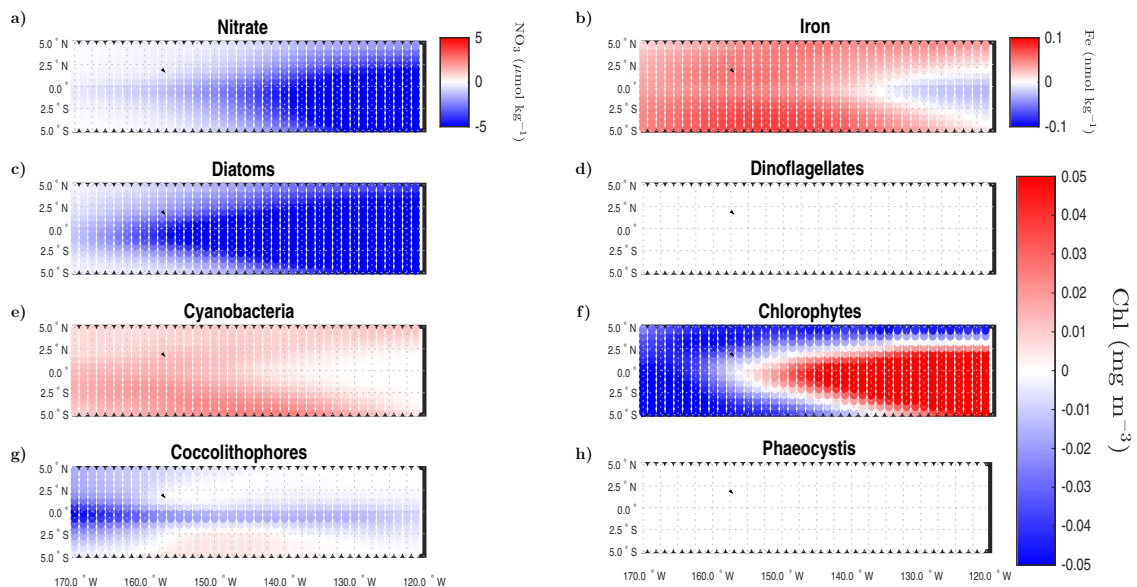 a)
Nitrate
5.0° N
2.5° N
0.0°
2.5° S
5.0° S
5
0
-5
NO3 (μmol kg−1)
b)
Iron
5.0° N
2.5° N
0.0°
2.5° S
5.0° S
0.1
0
-0.1
Fe (nmol kg−1)
c)
Diatoms
5.0° N
2.5° N
0.0°
2.5° S
5.0° S
d)
Dinoflagellates
5.0° N
2.5° N
0.0°
2.5° S
5.0° S
e)
Cyanobacteria
5.0° N
2.5° N
0.0°
2.5° S
5.0° S
f)
Chlorophytes
5.0° N
2.5° N
0.0°
2.5° S
5.0° S
g)
Coccolithophores
5.0° N
2.5° N
0.0°
2.5° S
5.0° S
170.0° W 160.0° W 150.0° W 140.0° W 130.0° W 120.0° W
h)
Phaeocystis
5.0° N
2.5° N
0.0°
2.5° S
5.0° S
170.0° W 160.0° W 150.0° W 140.0° W 130.0° W 120.0° W
0.05
0.04
0.03
0.02
0.01
0
-0.01
-0.02
-0.03
-0.04
-0.05
Chl (mg m−3)